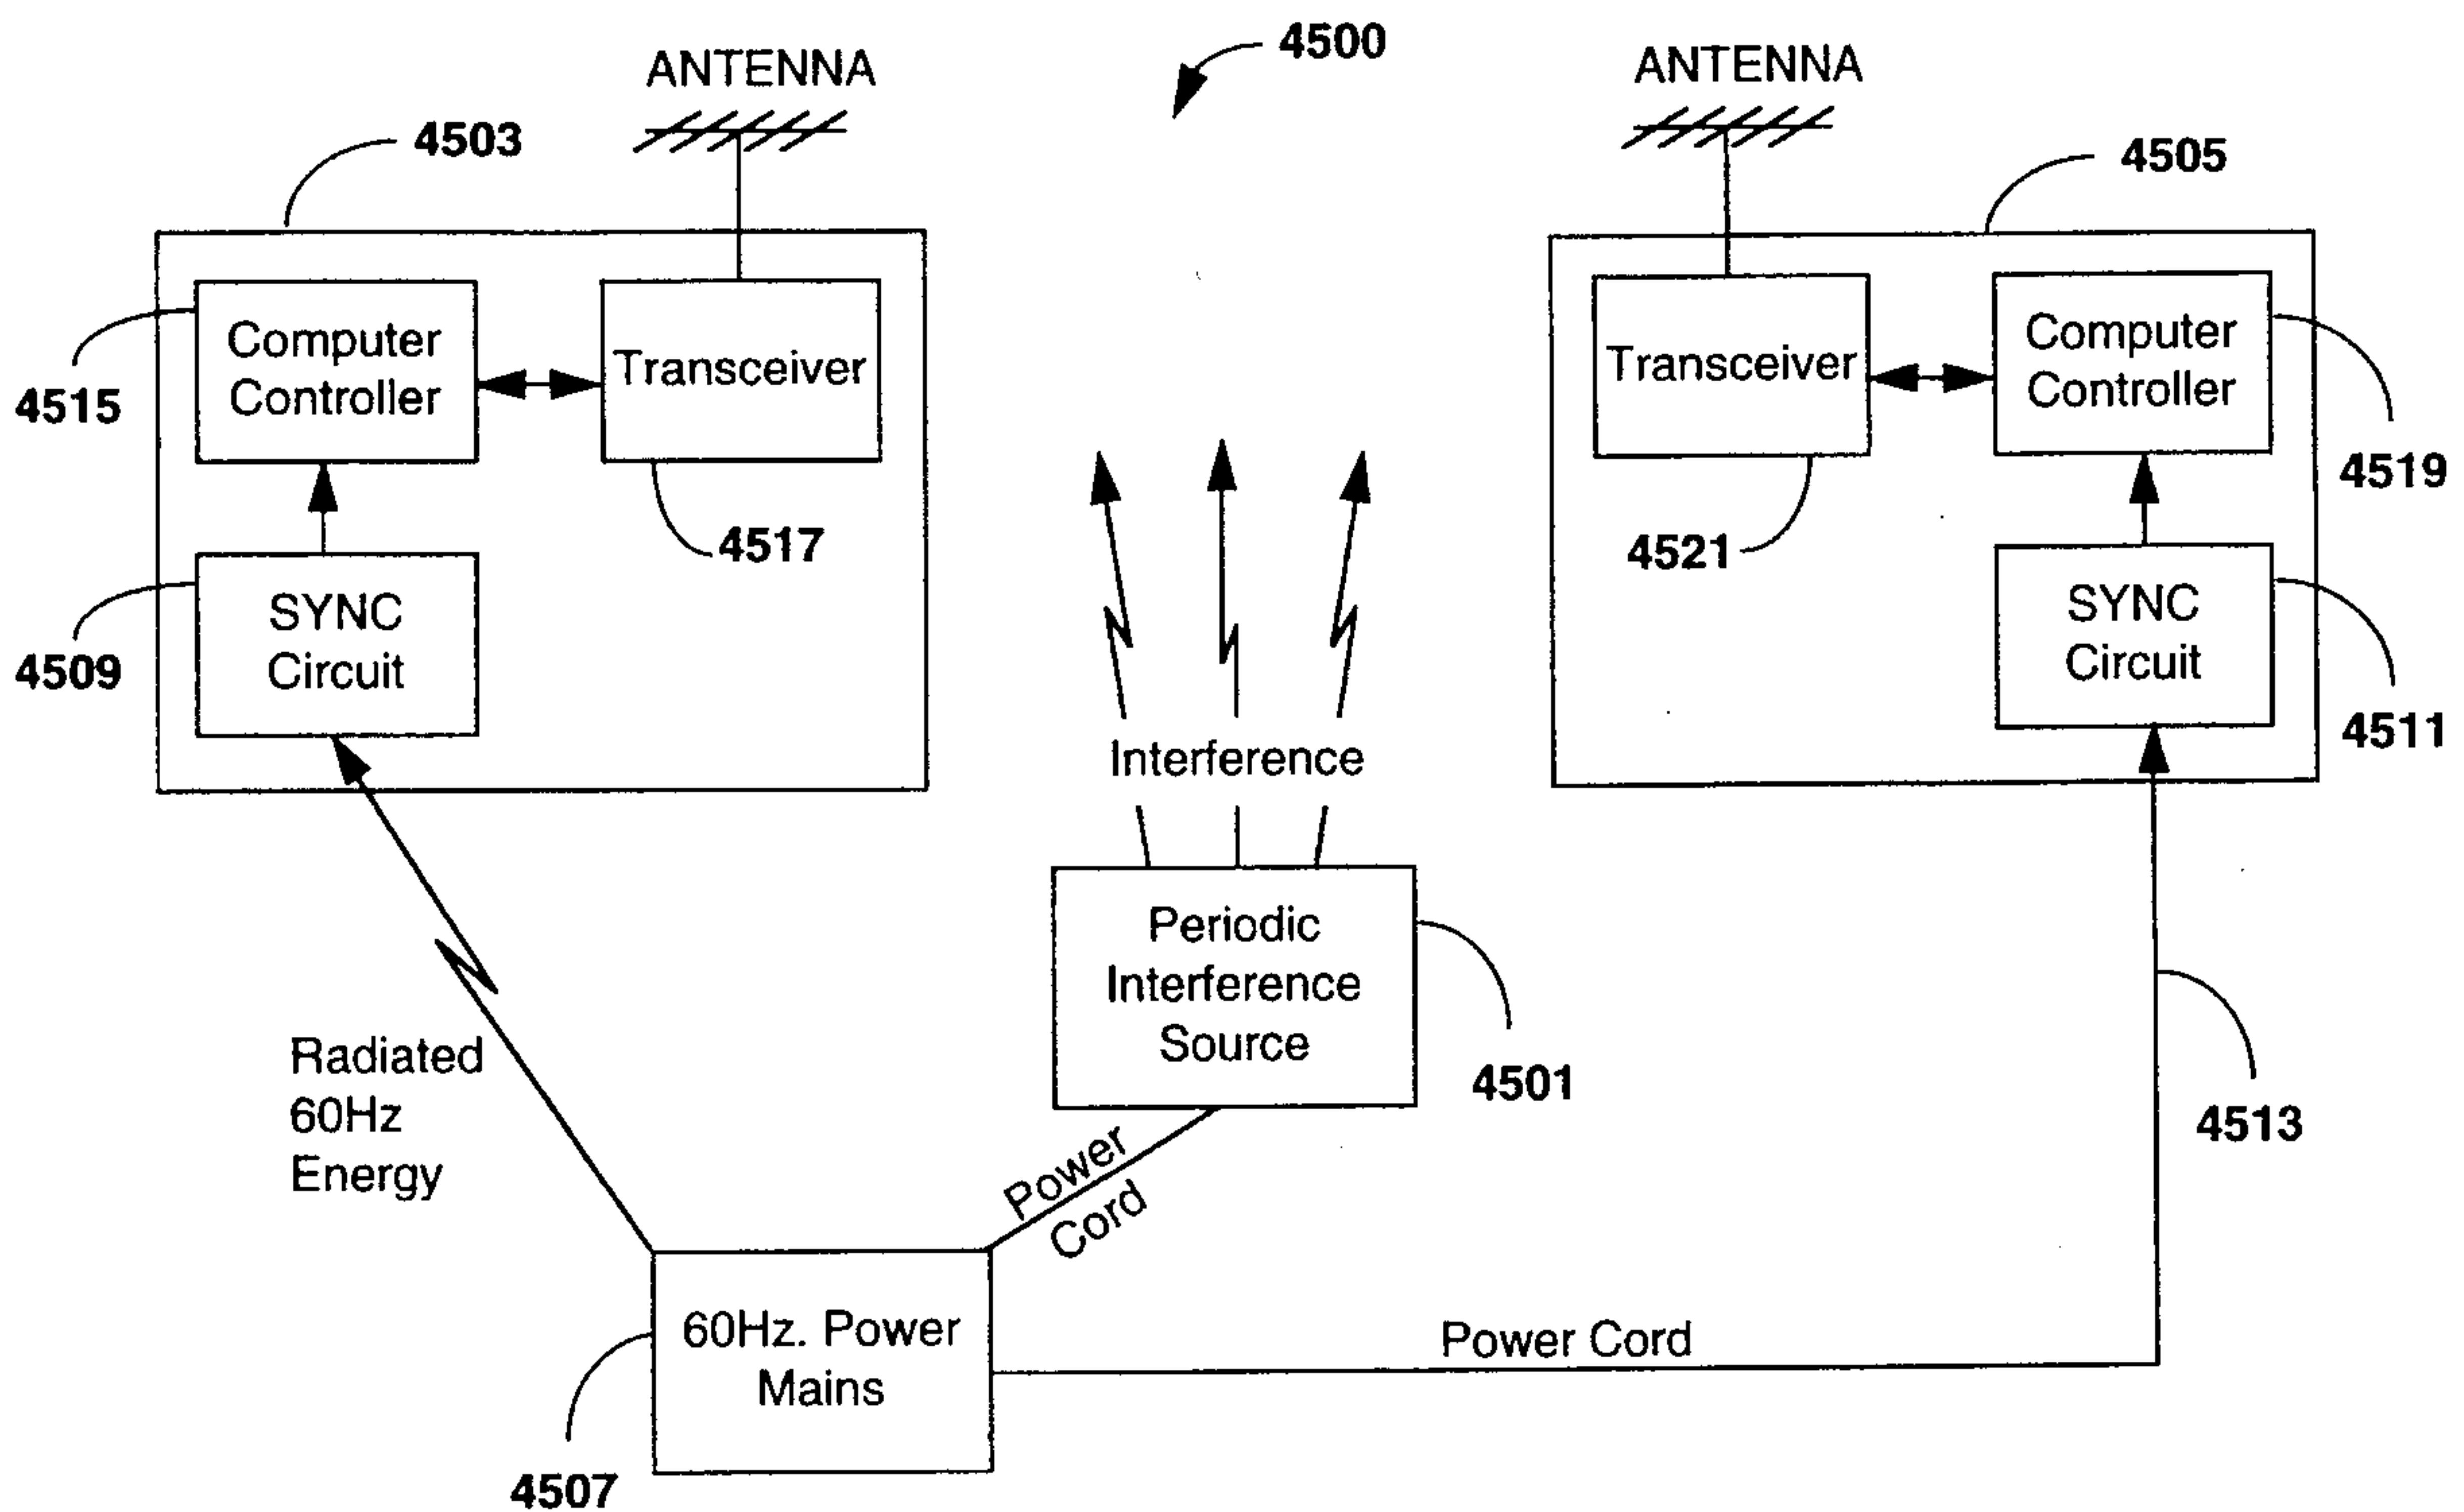 4500
ANTENNA
ANTENNA
4503
4505
Computer
Controller
Transceiver
Transceiver
Computer
Controller
4515
4519
4517
4521
SYNC
Circuit
SYNC
Circuit
4509
4511
Interference
Periodic
Interference
Source
4501
Radiated
60Hz
Energy
4513
Power
Cord
60Hz. Power
Mains
Power Cord
4507